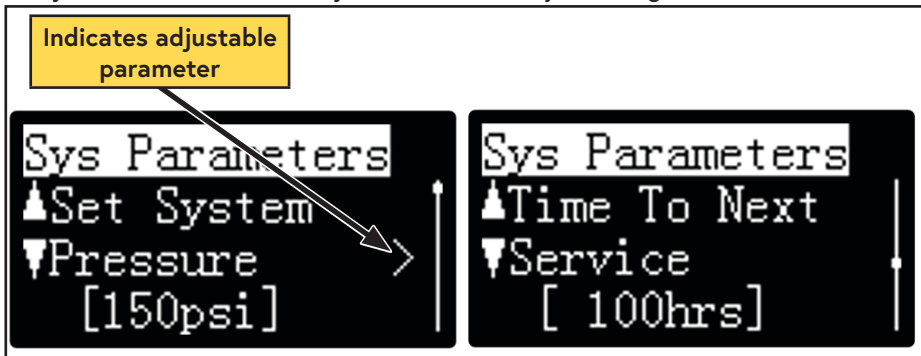 Indicates adjustable
parameter
Sys Parameters
Set System
Pressure >
[150psi]
Sys Parameters
Time To Next
Service
[ 100hrs]